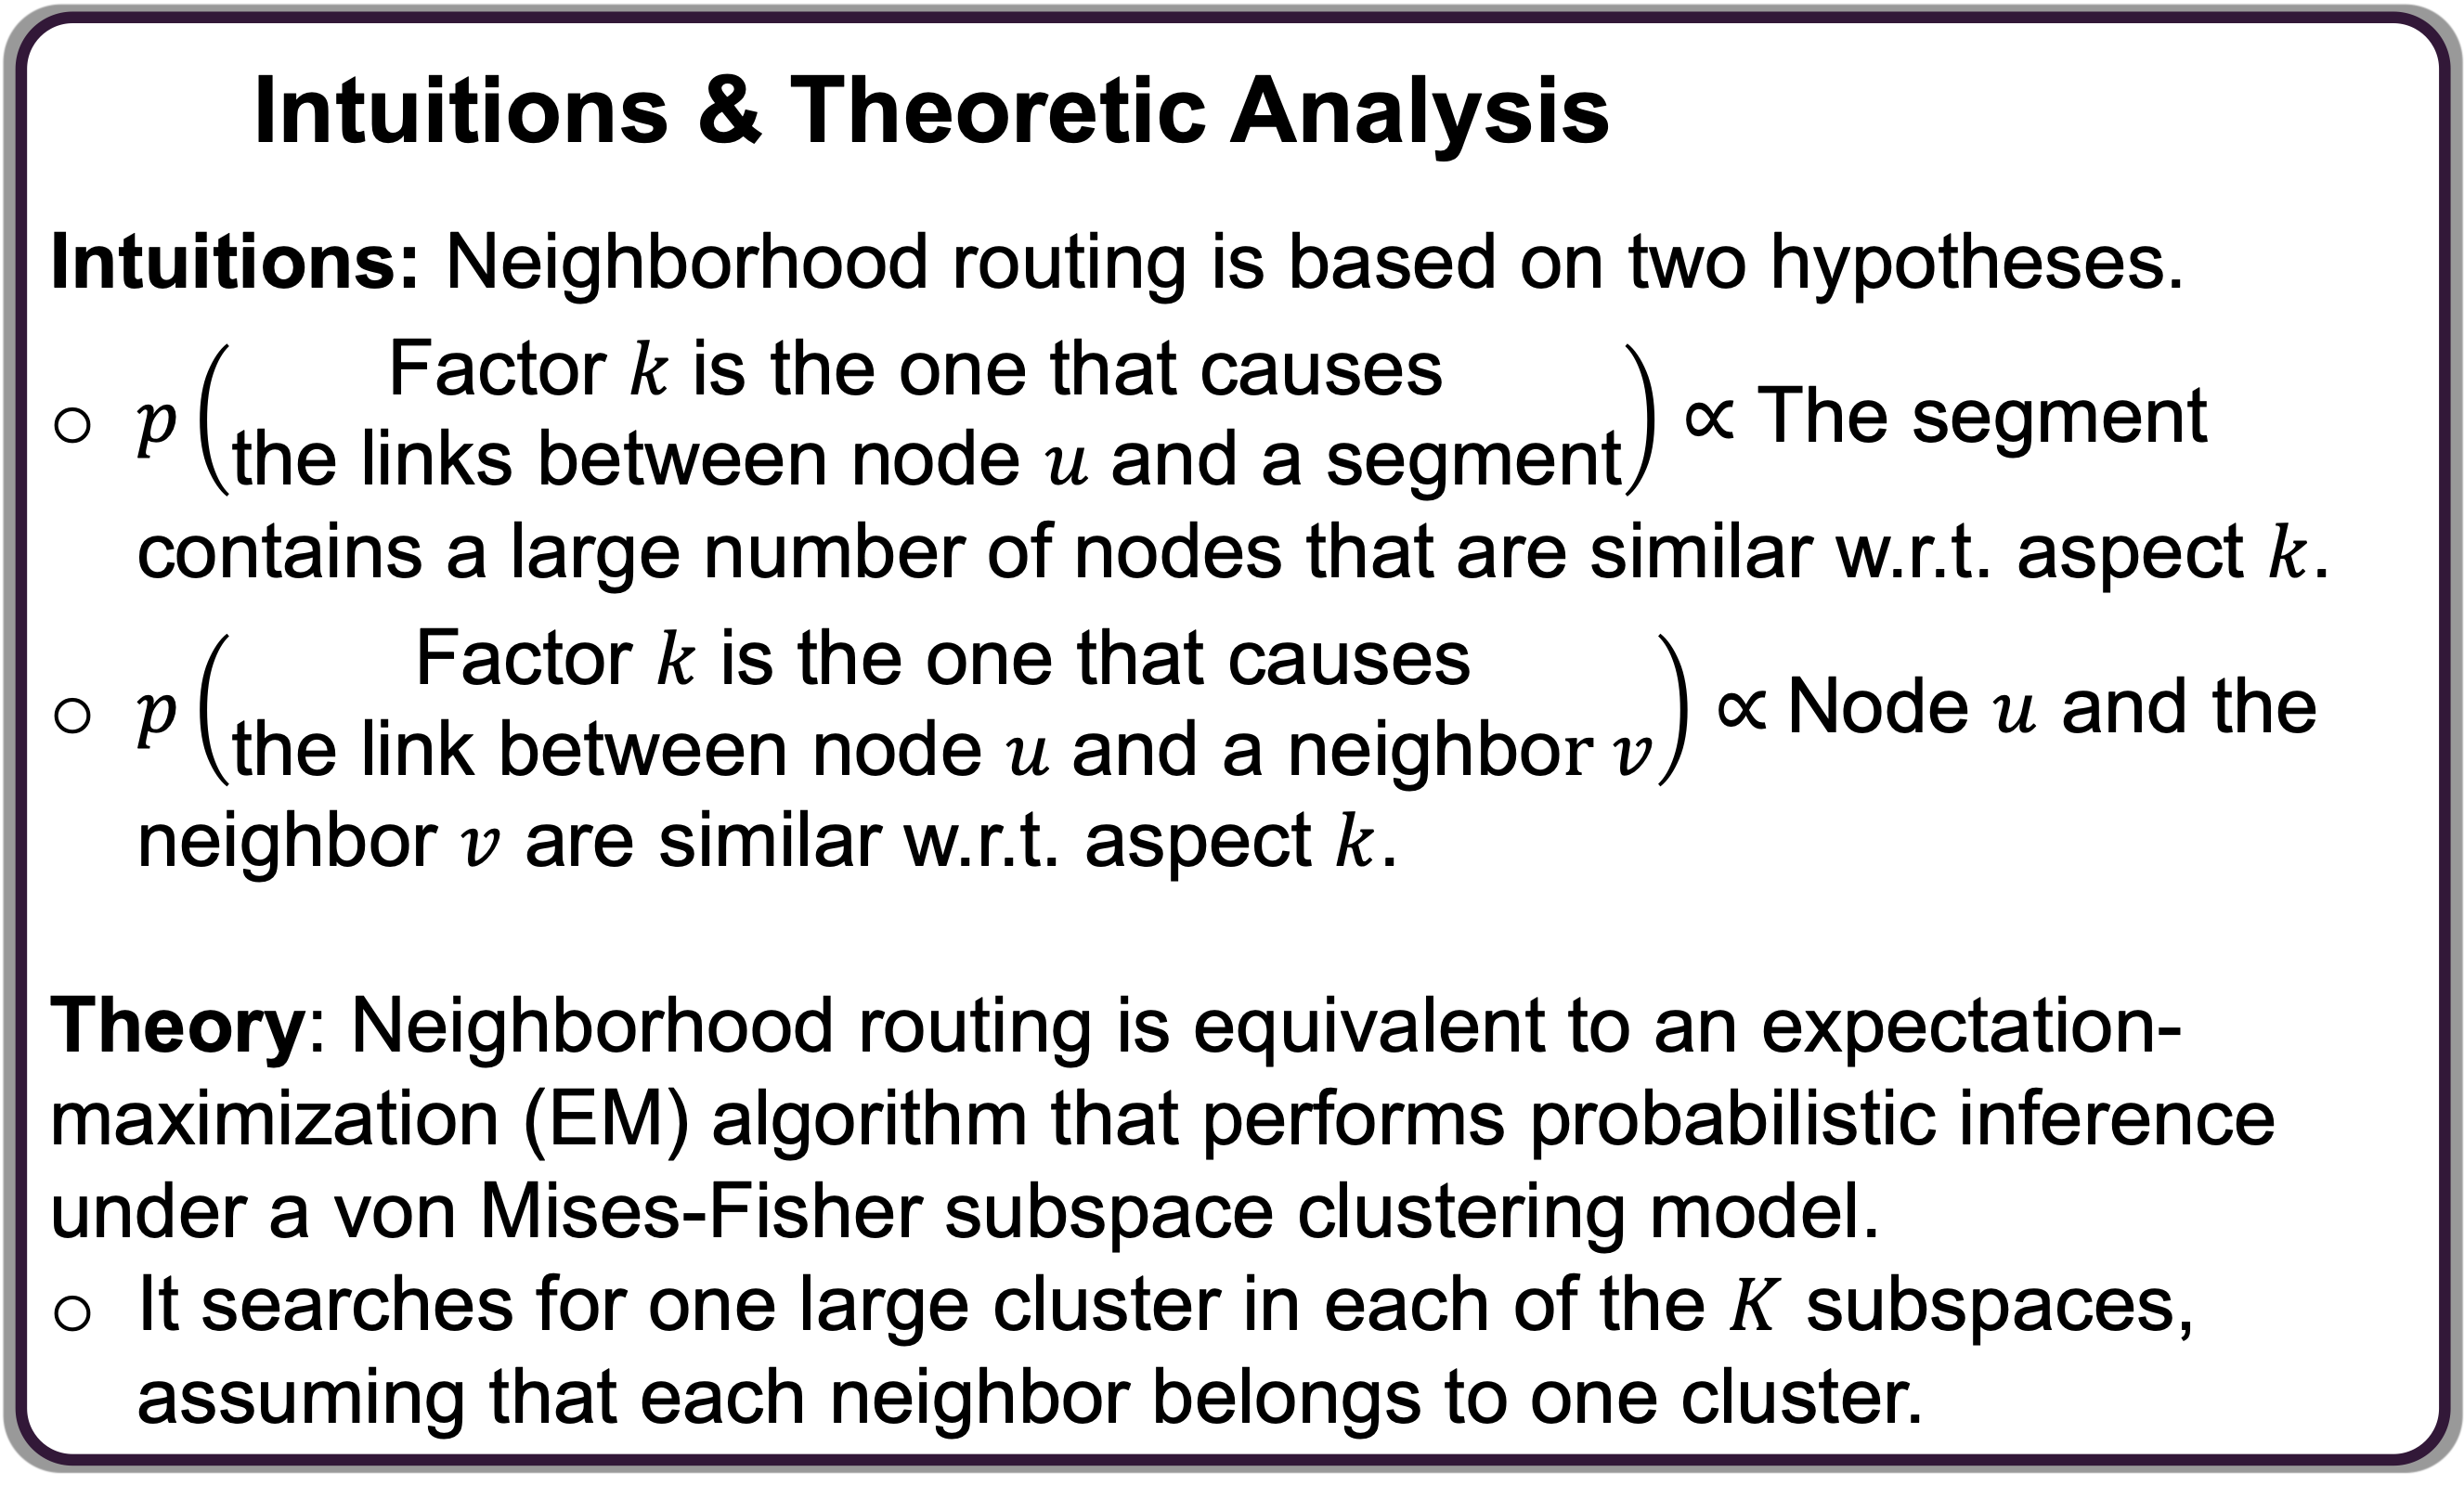 Intuitions & Theoretic Analysis
Intuitions: Neighborhood routing is based on two hypotheses.
Factor k is the one that causes
○ p ( the links between node u and a segment ) ∝ The segment
contains a large number of nodes that are similar w.r.t. aspect k.
Factor k is the one that causes
○ p ( the link between node u and a neighbor v ) ∝ Node u and the
neighbor v are similar w.r.t. aspect k.
Theory: Neighborhood routing is equivalent to an expectation-
maximization (EM) algorithm that performs probabilistic inference
under a von Mises-Fisher subspace clustering model.
○ It searches for one large cluster in each of the K subspaces,
assuming that each neighbor belongs to one cluster.